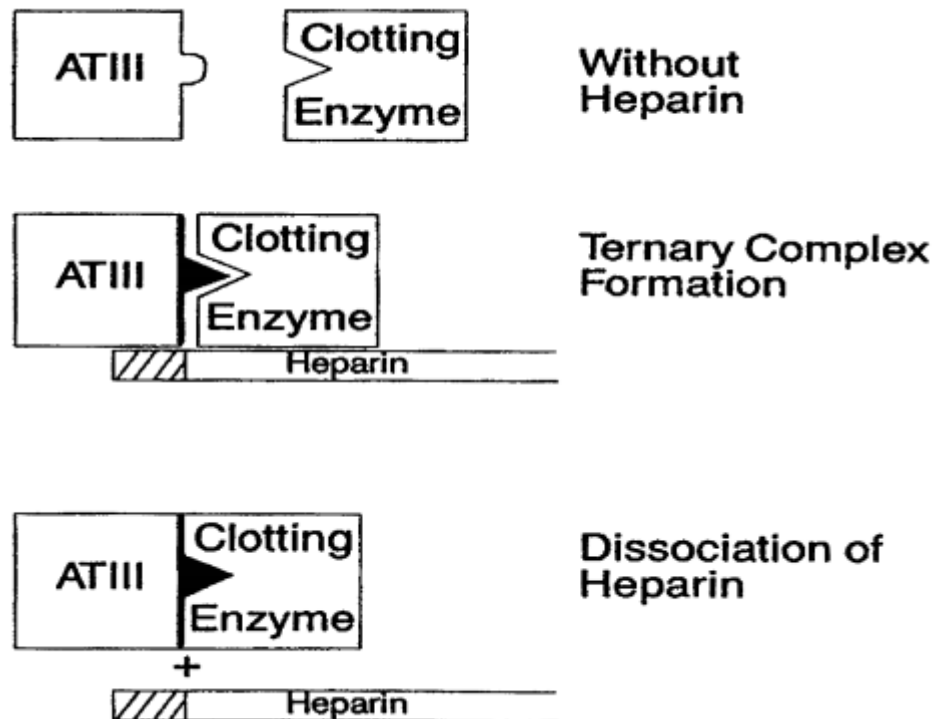 ATIII
Clotting
Enzyme
Without
Heparin
ATIII
Clotting
Enzyme
Heparin
Ternary Complex
Formation
ATIII
Clotting
Enzyme
+
Heparin
Dissociation of
Heparin